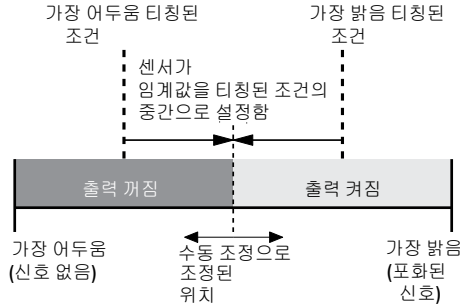 가장 어두움 티칭된
조건
가장 밝음 티칭된
조건
센서가
임계값을 티칭된 조건의
중간으로 설정함
출력 꺼짐
출력 켜짐
가장 어두움
(신호 없음)
수동 조정으로
조정된
위치
가장 밝음
(포화된
신호)